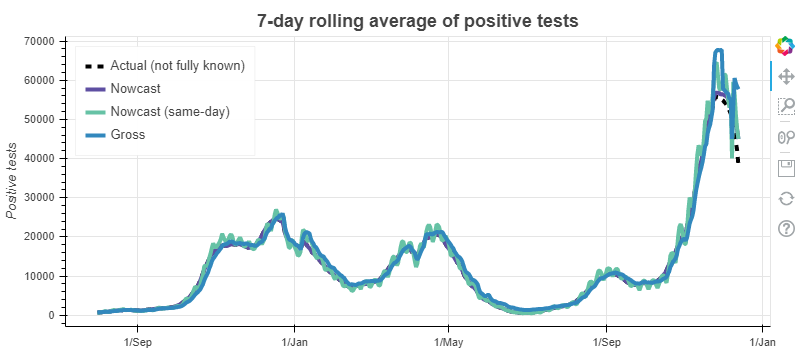 7-day rolling average of positive tests
70000
60000
50000
40000
30000
20000
10000
0
Positive tests
Actual (not fully known)
Nowcast
Nowcast (same-day)
Gross
1/Sep
1/Jan
1/May
1/Sep
1/Jan